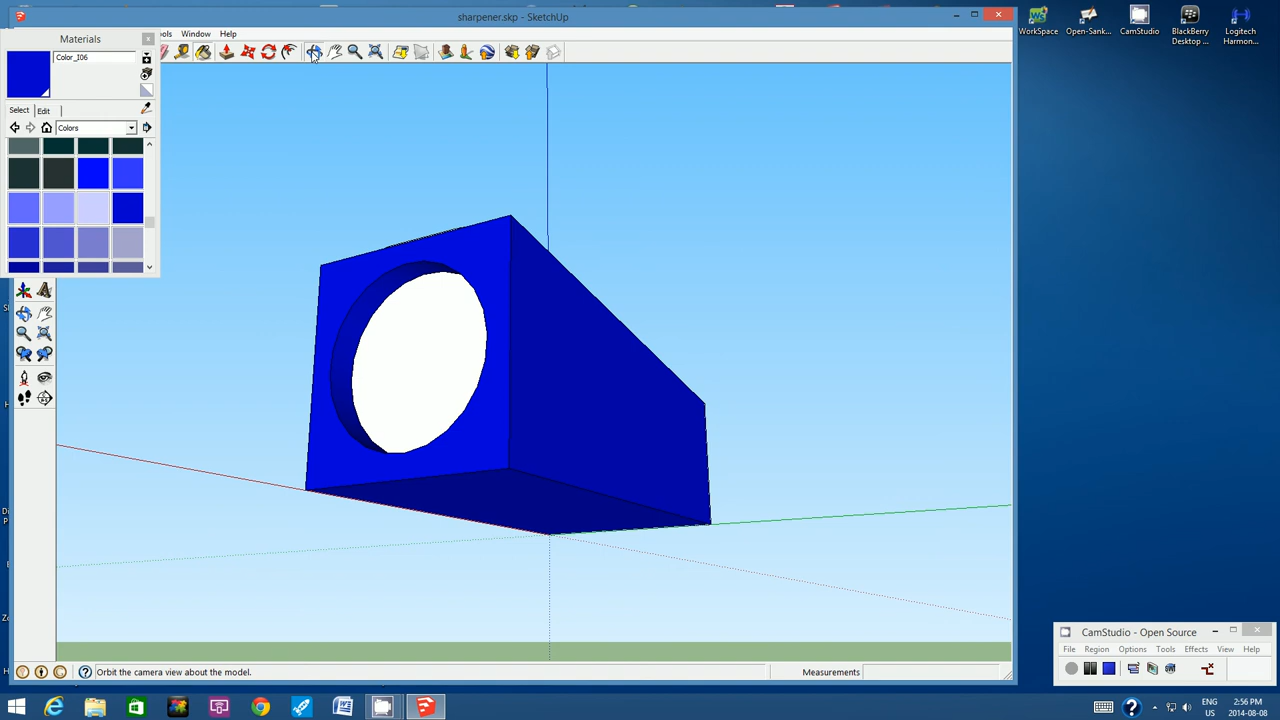 sharpener.skp - SketchUp
Materials
ols Window Help
Color_I06
Select Edit
Colors
WorkSpace
Open-Sank...
CamStudio
BlackBerry Desktop ...
Logitech Harmon...
CamStudio - Open Source
File Region Options Tools Effects View Help
Orbit the camera view about the model.
Measurements
ENG
US
2:56 PM
2014-08-08